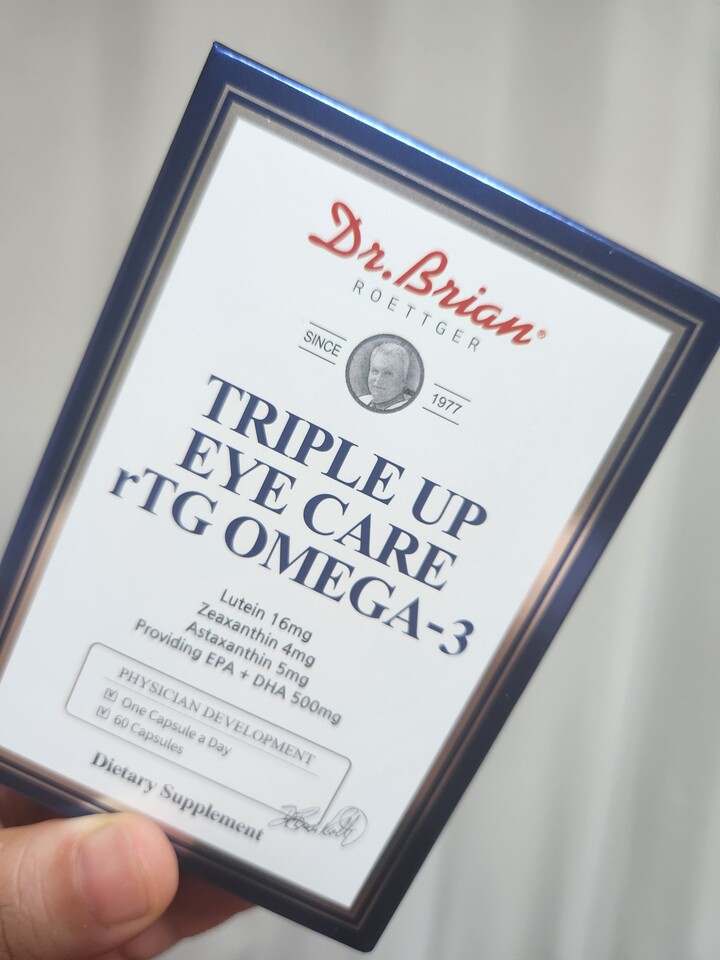 Dr.Brian®
ROETTGER
SINCE 1977
TRIPLE UP
EYE CARE
rTG OMEGA-3
Lutein 16mg
Zeaxanthin 4mg
Astaxanthin 5mg
Providing EPA + DHA 500mg
PHYSICIAN DEVELOPMENT
☑ One Capsule a Day
☑ 60 Capsules
Dietary Supplement